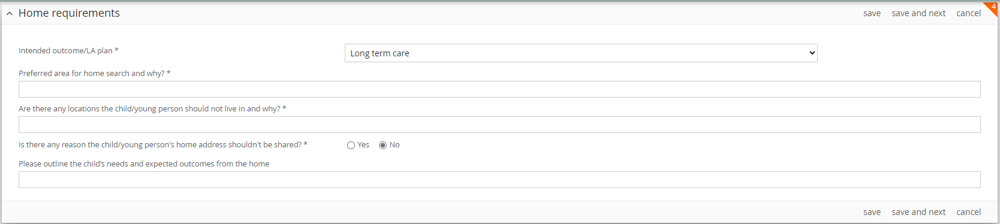 Home requirements
save save and next cancel
4
Intended outcome/LA plan *
Long term care
Preferred area for home search and why? *
Are there any locations the child/young person should not live in and why? *
Is there any reason the child/young person's home address shouldn't be shared? * Yes No
Please outline the child's needs and expected outcomes from the home
save save and next cancel